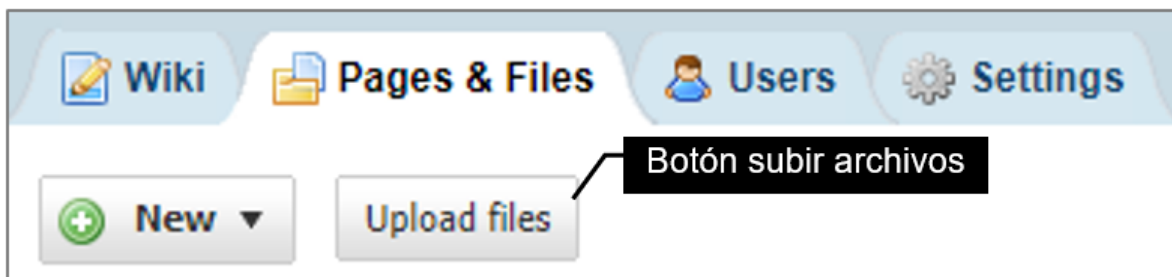 Wiki
Pages & Files
Users
Settings
Botón subir archivos
New
Upload files